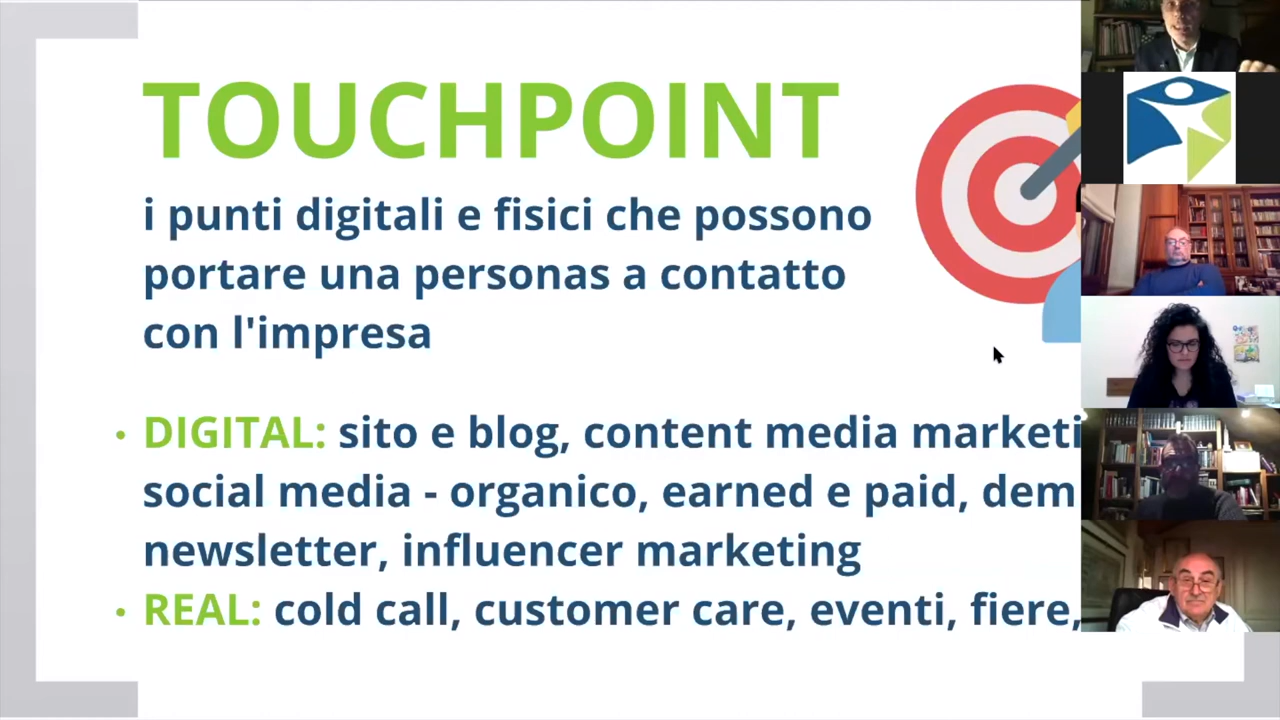 TOUCHPOINT
i punti digitali e fisici che possono
portare una personas a contatto
con l'impresa
• DIGITAL: sito e blog, content media marketi
social media - organico, earned e paid, dem
newsletter, influencer marketing
• REAL: cold call, customer care, eventi, fiere,